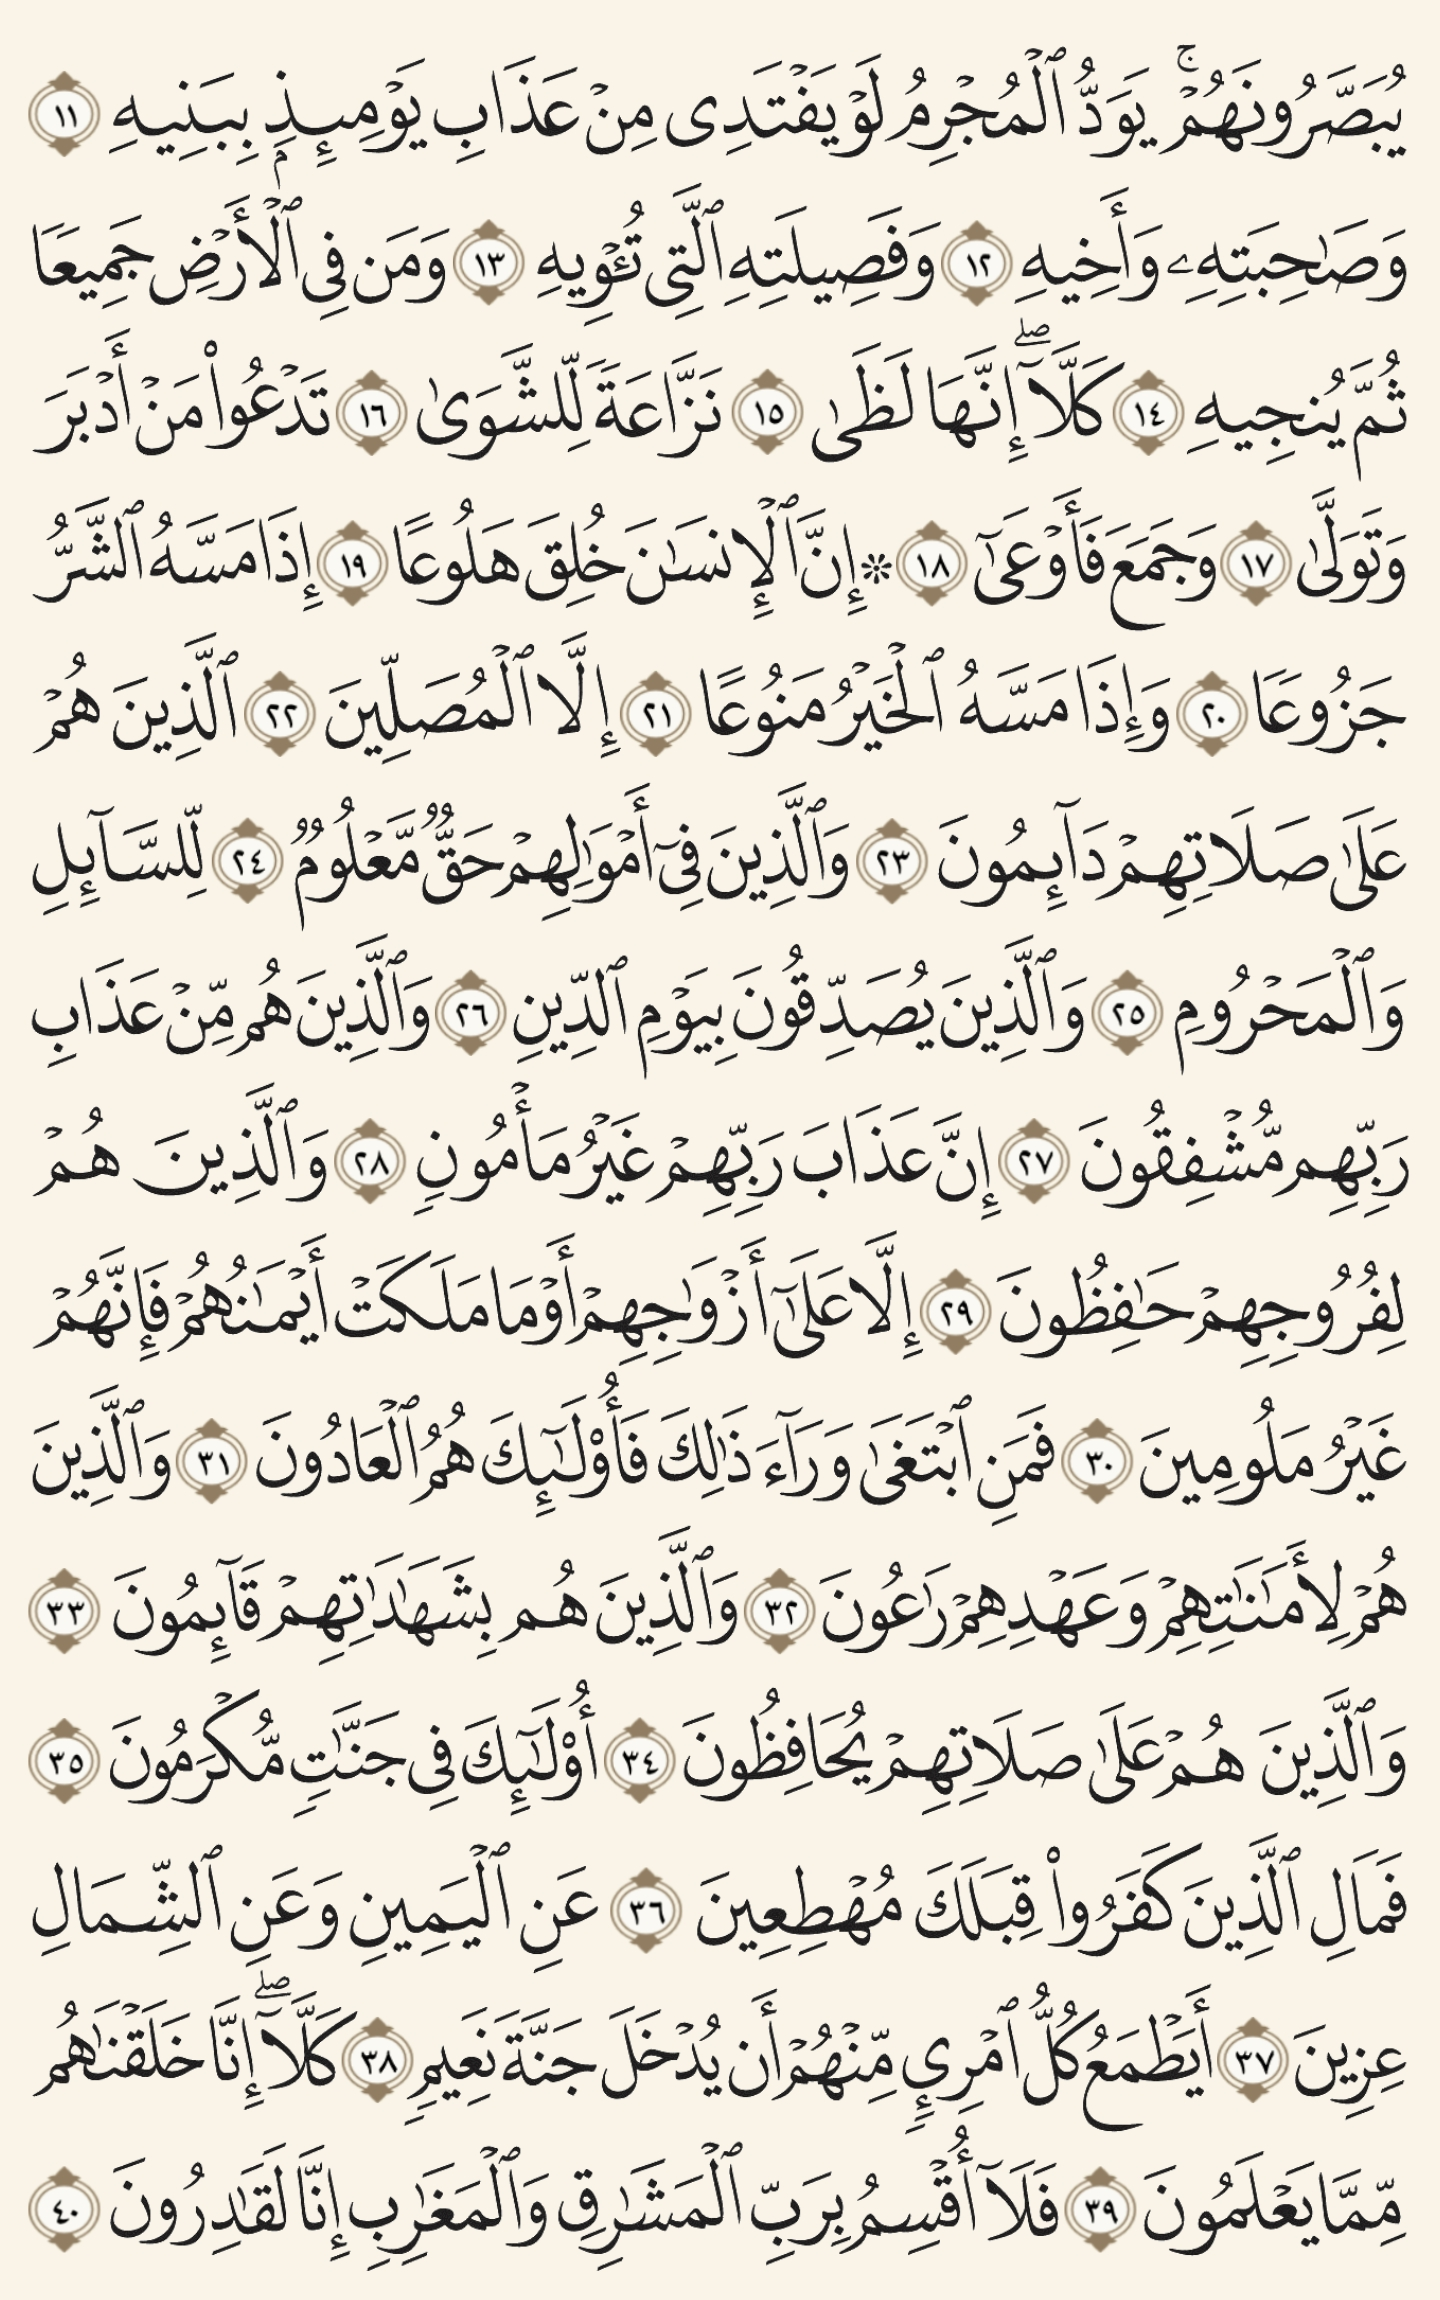 يُبَصَّرُونَهُمْ ۚ يَوَدُّ ٱلْمُجْرِمُ لَوْ يَفْتَدِى مِنْ عَذَابِ يَوْمِئِذٍۭ بِبَنِيهِ ١١
وَصَـٰحِبَتِهِۦ وَأَخِيهِ ١٢ وَفَصِيلَتِهِ ٱلَّتِى تُـْٔوِيهِ ١٣ وَمَن فِى ٱلْأَرْضِ جَمِيعًا
ثُمَّ يُنجِيهِ ١٤ كَلَّآ ۖ إِنَّهَا لَظَىٰ ١٥ نَزَّاعَةً لِّلشَّوَىٰ ١٦ تَدْعُوا۟ مَنْ أَدْبَرَ
وَتَوَلَّىٰ ١٧ وَجَمَعَ فَأَوْعَىٰٓ ١٨ ۞ إِنَّ ٱلْإِنسَـٰنَ خُلِقَ هَلُوعًا ١٩ إِذَا مَسَّهُ ٱلشَّرُّ
جَزُوعًا ٢٠ وَإِذَا مَسَّهُ ٱلْخَيْرُ مَنُوعًا ٢١ إِلَّا ٱلْمُصَلِّينَ ٢٢ ٱلَّذِينَ هُمْ
عَلَىٰ صَلَاتِهِمْ دَآئِمُونَ ٢٣ وَٱلَّذِينَ فِىٓ أَمْوَٰلِهِمْ حَقٌّ مَّعْلُومٌ ٢٤ لِّلسَّآئِلِ
وَٱلْمَحْرُومِ ٢٥ وَٱلَّذِينَ يُصَدِّقُونَ بِيَوْمِ ٱلدِّينِ ٢٦ وَٱلَّذِينَ هُم مِّنْ عَذَابِ
رَبِّهِم مُّشْفِقُونَ ٢٧ إِنَّ عَذَابَ رَبِّهِمْ غَيْرُ مَأْمُونٍ ٢٨ وَٱلَّذِينَ هُمْ
لِفُرُوجِهِمْ حَـٰفِظُونَ ٢٩ إِلَّا عَلَىٰٓ أَزْوَٰجِهِمْ أَوْ مَا مَلَكَتْ أَيْمَـٰنُهُمْ فَإِنَّهُمْ
غَيْرُ مَلُومِينَ ٣٠ فَمَنِ ٱبْتَغَىٰ وَرَآءَ ذَٰلِكَ فَأُو۟لَـٰٓئِكَ هُمُ ٱلْعَادُونَ ٣١ وَٱلَّذِينَ
هُمْ لِأَمَـٰنَـٰتِهِمْ وَعَهْدِهِمْ رَٰعُونَ ٣٢ وَٱلَّذِينَ هُم بِشَهَـٰدَٰتِهِمْ قَآئِمُونَ ٣٣
وَٱلَّذِينَ هُمْ عَلَىٰ صَلَاتِهِمْ يُحَافِظُونَ ٣٤ أُو۟لَـٰٓئِكَ فِى جَنَّـٰتٍ مُّكْرَمُونَ ٣٥
فَمَالِ ٱلَّذِينَ كَفَرُوا۟ قِبَلَكَ مُهْطِعِينَ ٣٦ عَنِ ٱلْيَمِينِ وَعَنِ ٱلشِّمَالِ
عِزِينَ ٣٧ أَيَطْمَعُ كُلُّ ٱمْرِئٍ مِّنْهُمْ أَن يُدْخَلَ جَنَّةَ نَعِيمٍ ٣٨ كَلَّآ ۖ إِنَّا خَلَقْنَـٰهُم
مِّمَّا يَعْلَمُونَ ٣٩ فَلَآ أُقْسِمُ بِرَبِّ ٱلْمَشَـٰرِقِ وَٱلْمَغَـٰرِبِ إِنَّا لَقَـٰدِرُونَ ٤٠